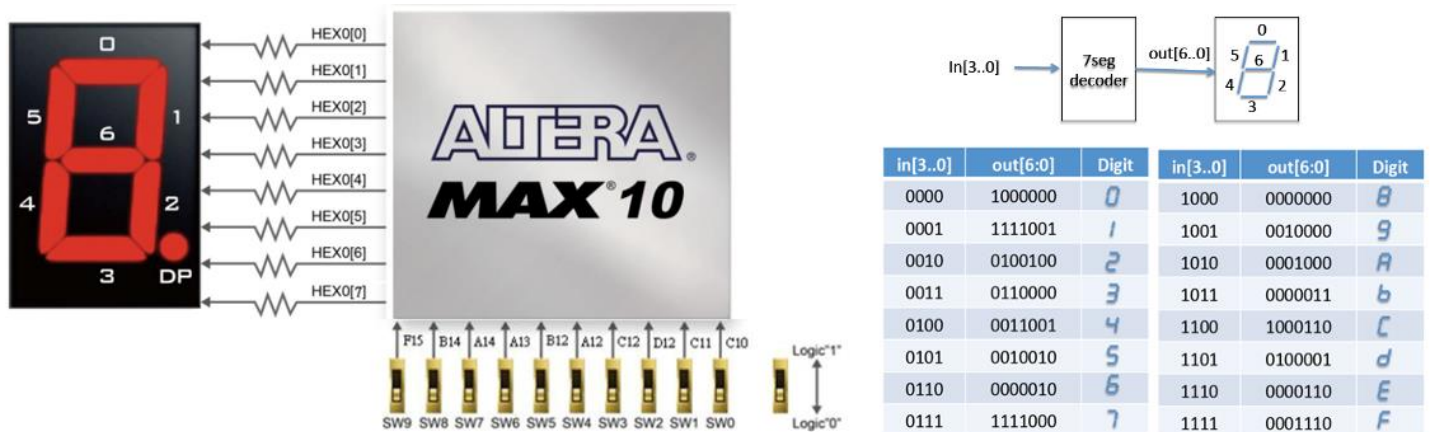 0
5
1
6
4
2
3
DP
HEX0[0]
HEX0[1]
HEX0[2]
HEX0[3]
HEX0[4]
HEX0[5]
HEX0[6]
HEX0[7]
ALTERA®
MAX® 10
F15 B14 A14 A13 B12 A12 C12 D12 C11 C10
SW9 SW8 SW7 SW6 SW5 SW4 SW3 SW2 SW1 SW0
Logic"1"
Logic"0"
In[3..0]
7seg
decoder
out[6..0]
0
5 6 1
4 2
3
in[3..0] out[6:0] Digit
0000 1000000 0
0001 1111001 1
0010 0100100 2
0011 0110000 3
0100 0011001 4
0101 0010010 5
0110 0000010 6
0111 1111000 7
in[3..0] out[6:0] Digit
1000 0000000 8
1001 0010000 9
1010 0001000 A
1011 0000011 b
1100 1000110 C
1101 0100001 d
1110 0000110 E
1111 0001110 F